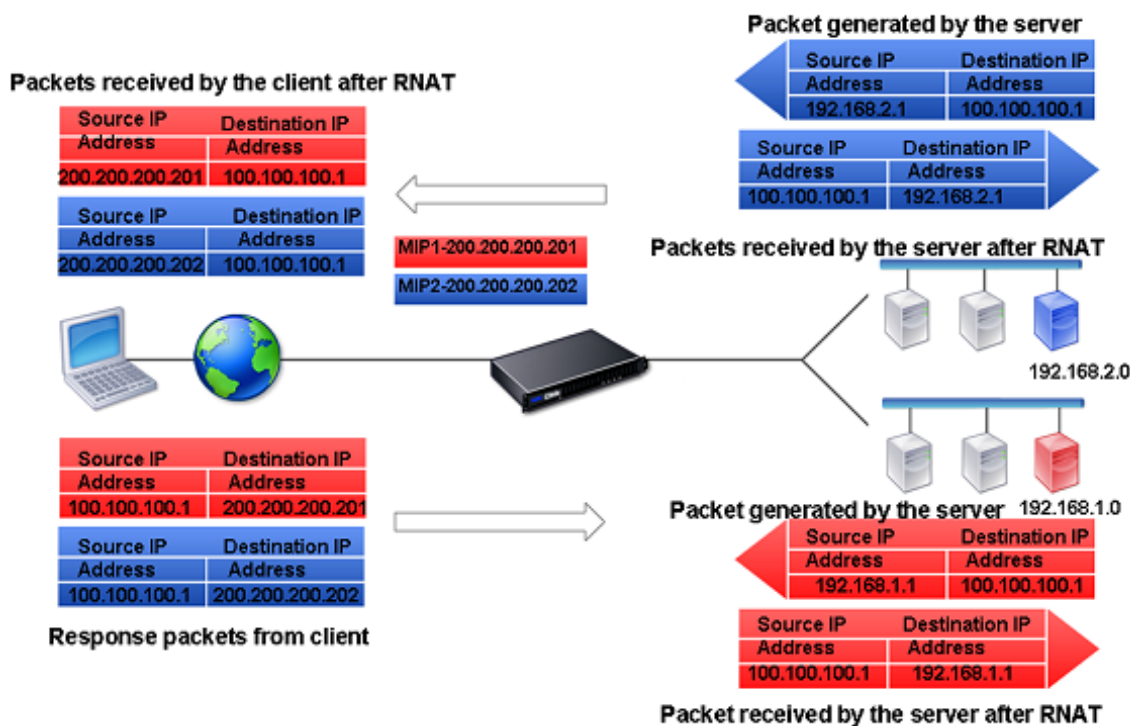 Packet generated by the server
Source IP Destination IP
Address Address
192.168.2.1 100.100.100.1
Source IP Destination IP
Address Address
100.100.100.1 192.168.2.1
Packets received by the server after RNAT
Packets received by the client after RNAT
Source IP Destination IP
Address Address
200.200.200.201 100.100.100.1
Source IP Destination IP
Address Address
200.200.200.202 100.100.100.1
MIP1-200.200.200.201
MIP2-200.200.200.202
192.168.2.0
Source IP Destination IP
Address Address
100.100.100.1 200.200.200.201
Source IP Destination IP
Address Address
100.100.100.1 200.200.200.202
Response packets from client
192.168.1.0
Packet generated by the server
Source IP Destination IP
Address Address
192.168.1.1 100.100.100.1
Source IP Destination IP
Address Address
100.100.100.1 192.168.1.1
Packet received by the server after RNAT